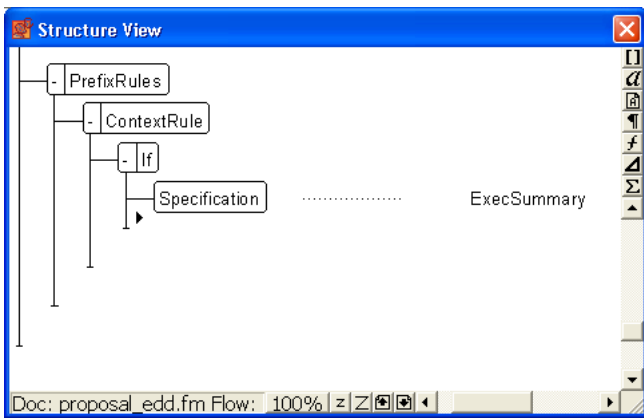 Structure View
- PrefixRules
- ContextRule
- If
Specification ExecSummary
Doc: proposal_edd.fm Flow: 100% z Z